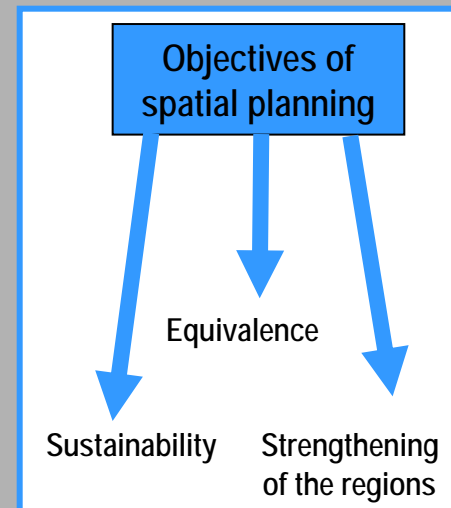 Objectives of
spatial planning
Equivalence
Sustainability
Strengthening
of the regions